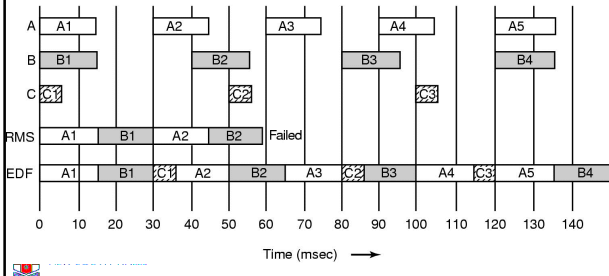 A A1 A2 A3 A4 A5
B B1 B2 B3 B4
C C1 C2 C3
RMS A1 B1 A2 B2 Failed
EDF A1 B1 C1 A2 B2 A3 C2 B3 A4 C3 A5 B4
0 10 20 30 40 50 60 70 80 90 100 110 120 130 140
Time (msec)